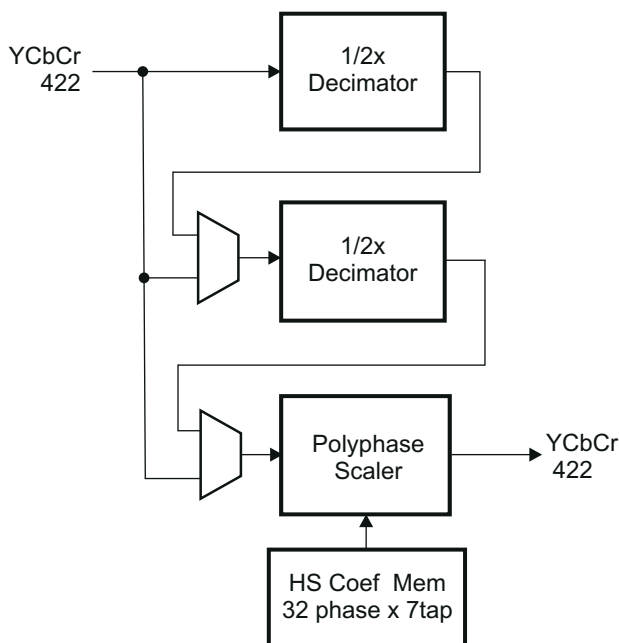 YCbCr
422
1/2x
Decimator
1/2x
Decimator
Polyphase
Scaler
YCbCr
422
HS Coef Mem
32 phase x 7tap